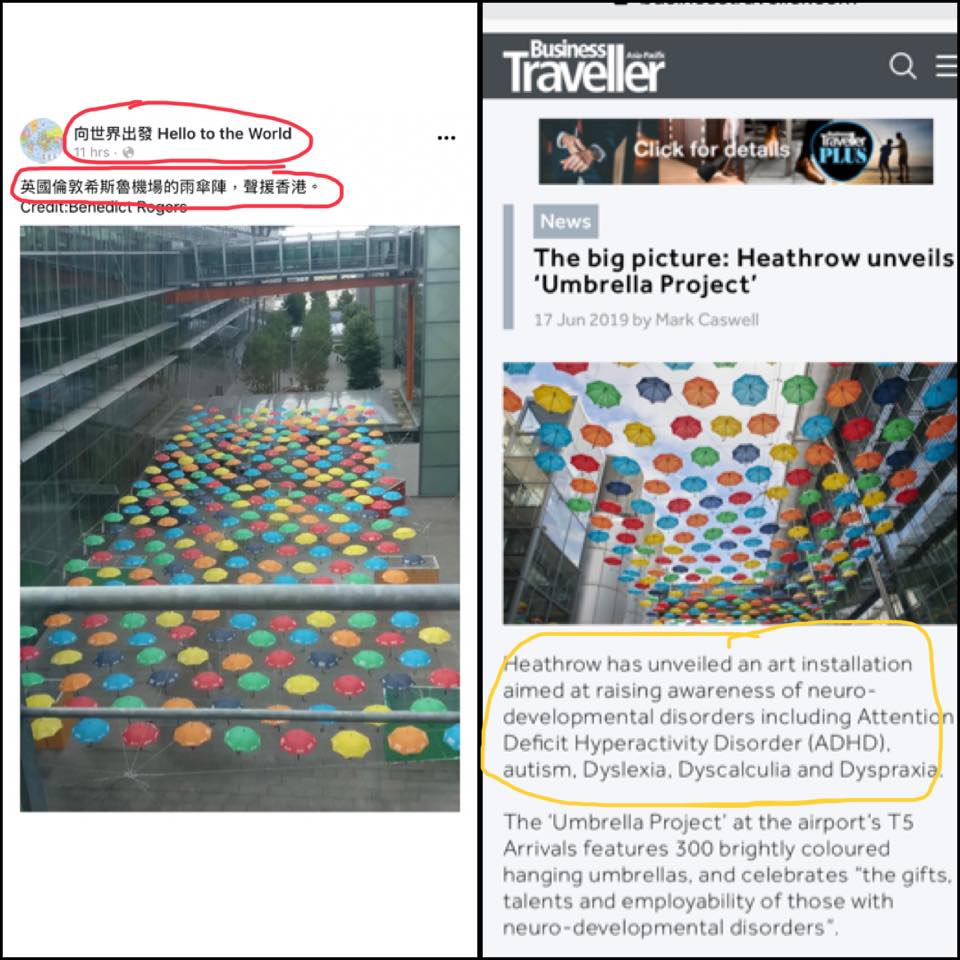 向世界出發 Hello to the World
11 hrs ·
英國倫敦希斯魯機場的雨傘陣，聲援香港。
Credit:Benedict Rogers
Business
Traveller
Asia-Pacific
Click for details
Business
Traveller
PLUS
News
The big picture: Heathrow unveils
‘Umbrella Project’
17 Jun 2019 by Mark Caswell
Heathrow has unveiled an art installation
aimed at raising awareness of neuro-
developmental disorders including Attention
Deficit Hyperactivity Disorder (ADHD),
autism, Dyslexia, Dyscalculia and Dyspraxia.
The ‘Umbrella Project’ at the airport’s T5
Arrivals features 300 brightly coloured
hanging umbrellas, and celebrates “the gifts,
talents and employability of those with
neuro-developmental disorders”.